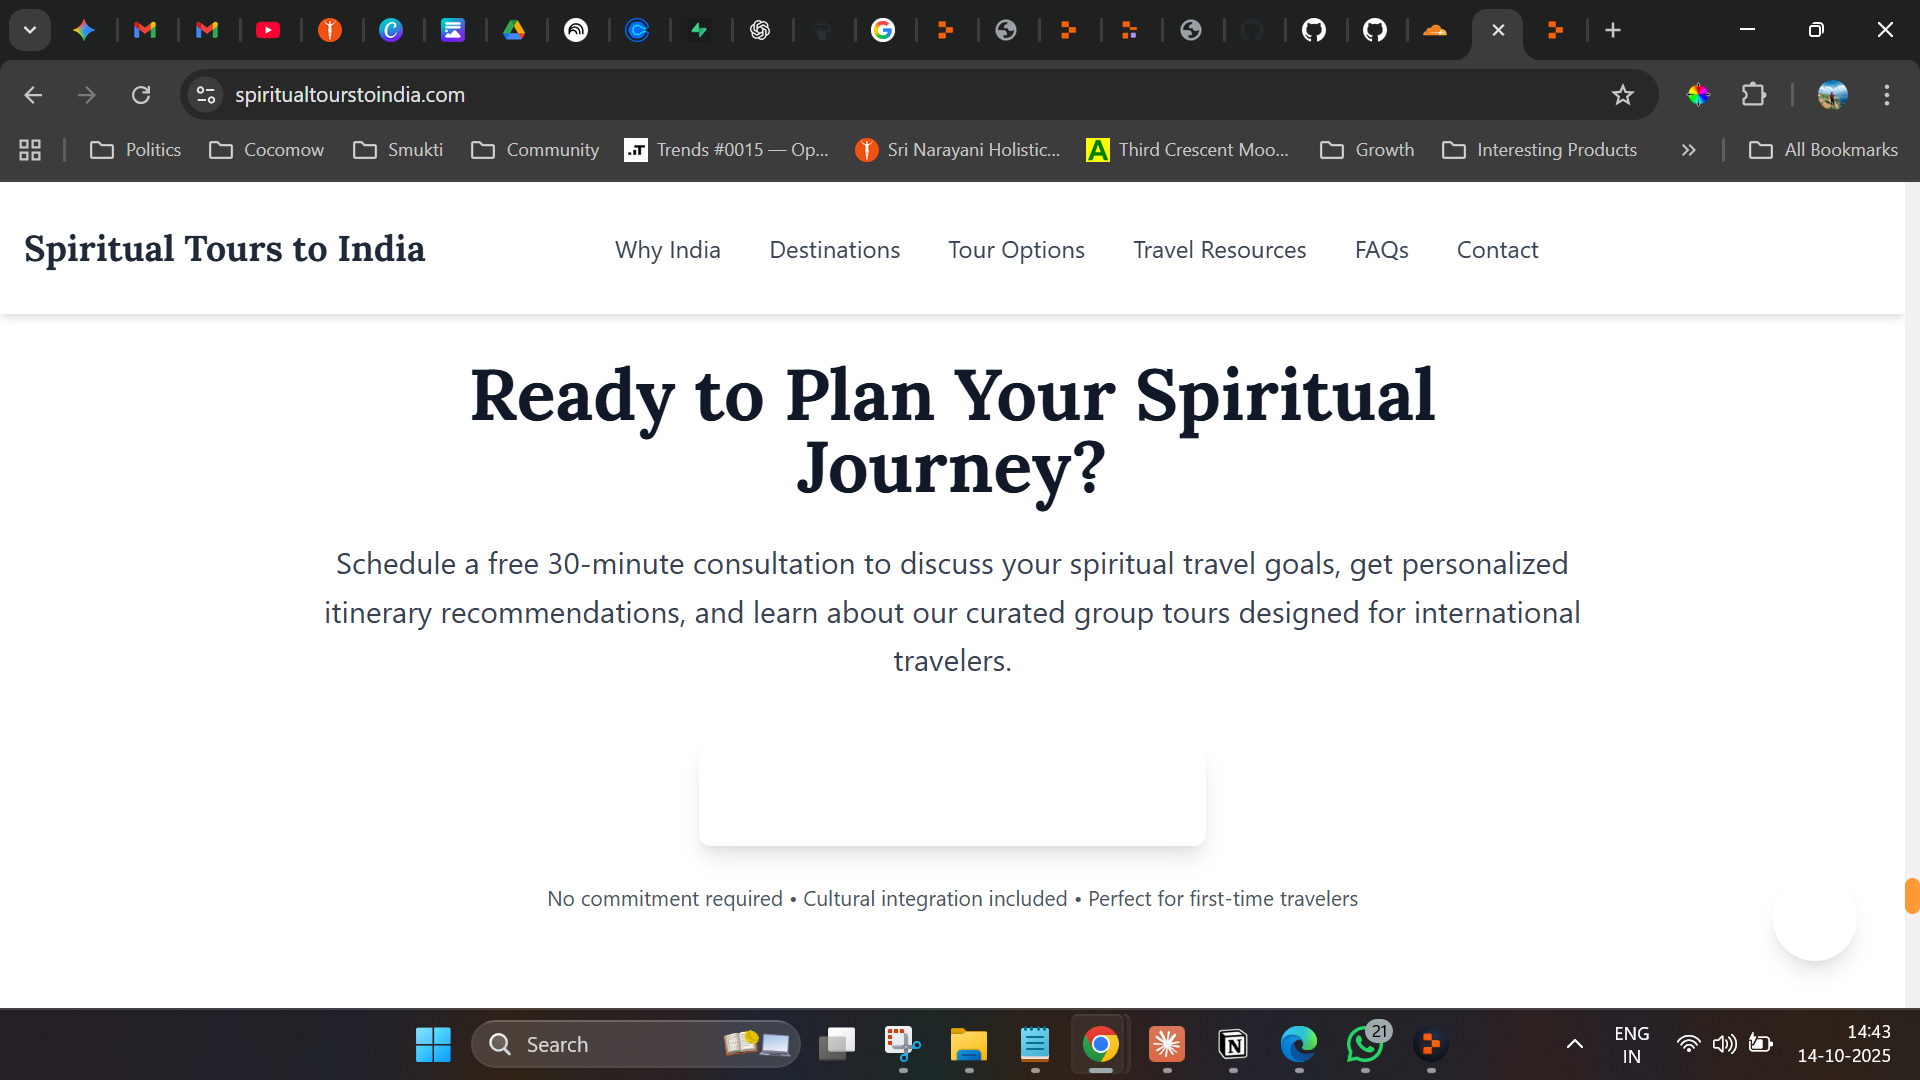 spiritualtourstoindia.com
Politics
Cocomow
Smukti
Community
Trends #0015 — Op...
Sri Narayani Holistic...
Third Crescent Moo...
Growth
Interesting Products
All Bookmarks
Spiritual Tours to India
Why India
Destinations
Tour Options
Travel Resources
FAQs
Contact
Ready to Plan Your Spiritual
Journey?
Schedule a free 30-minute consultation to discuss your spiritual travel goals, get personalized
itinerary recommendations, and learn about our curated group tours designed for international
travelers.
No commitment required • Cultural integration included • Perfect for first-time travelers
Search
21
ENG
IN
14:43
14-10-2025